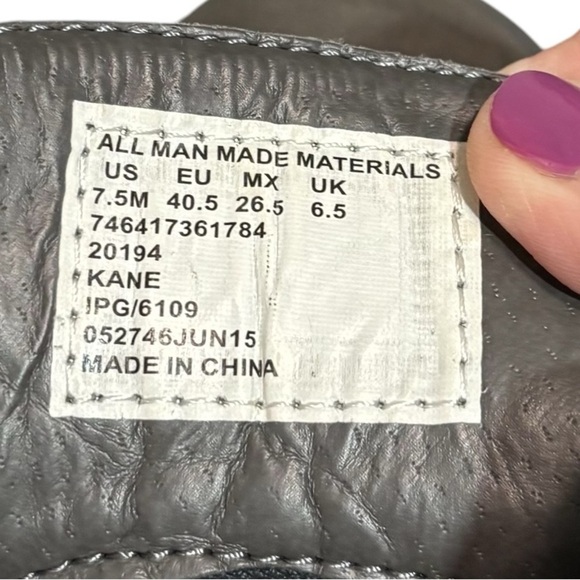 ALL MAN MADE MATERIALS
US EU MX UK
7.5M 40.5 26.5 6.5
746417361784
20194
KANE
JPG/6109
052746JUN15
MADE IN CHINA